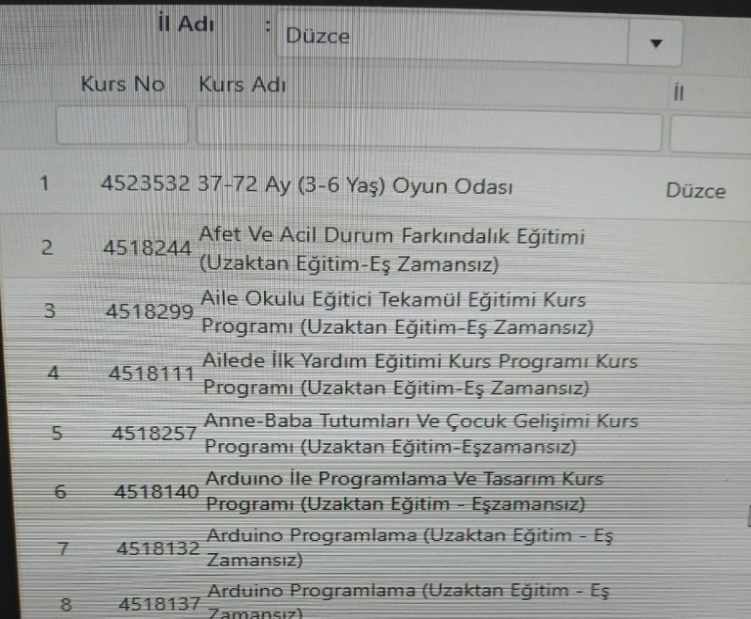 İl Adı : Düzce
Kurs No Kurs Adı İl
1 4523532 37-72 Ay (3-6 Yaş) Oyun Odası Düzce
2 4518244 Afet Ve Acil Durum Farkındalık Eğitimi
(Uzaktan Eğitim-Eş Zamansız)
3 4518299 Aile Okulu Eğitici Tekamül Eğitimi Kurs
Programı (Uzaktan Eğitim-Eş Zamansız)
4 4518111 Ailede İlk Yardım Eğitimi Kurs Programı Kurs
Programı (Uzaktan Eğitim-Eş Zamansız)
5 4518257 Anne-Baba Tutumları Ve Çocuk Gelişimi Kurs
Programı (Uzaktan Eğitim-Eşzamansız)
6 4518140 Arduıno İle Programlama Ve Tasarım Kurs
Programı (Uzaktan Eğitim - Eşzamansız)
7 4518132 Arduino Programlama (Uzaktan Eğitim - Eş
Zamansız)
8 4518137 Arduino Programlama (Uzaktan Eğitim - Eş
Zamansız)